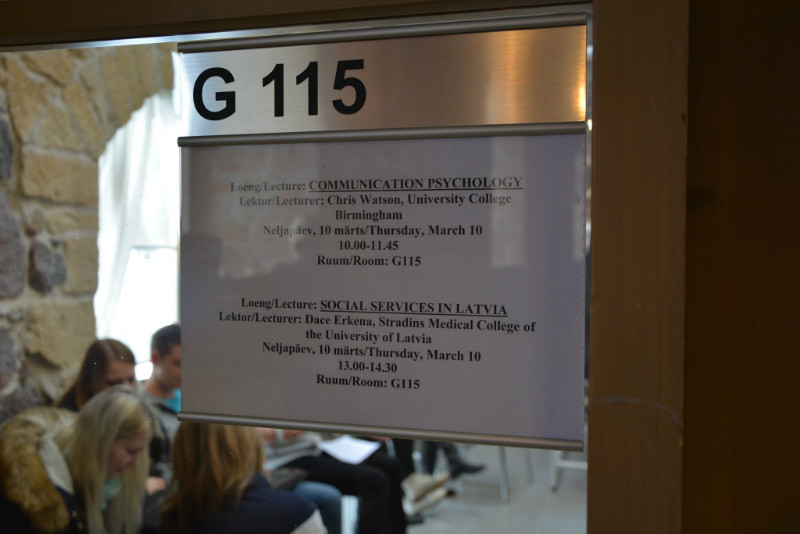 G 115
Loeng/Lecture: COMMUNICATION PSYCHOLOGY
Lektor/Lecturer: Chris Watson, University College
Birmingham
Neljapäev, 10 märts/Thursday, March 10
10.00-11.45
Ruum/Room: G115
Loeng/Lecture: SOCIAL SERVICES IN LATVIA
Lektor/Lecturer: Dace Erkena, Stradins Medical College of
the University of Latvia
Neljapäev, 10 märts/Thursday, March 10
13.00-14.30
Ruum/Room: G115